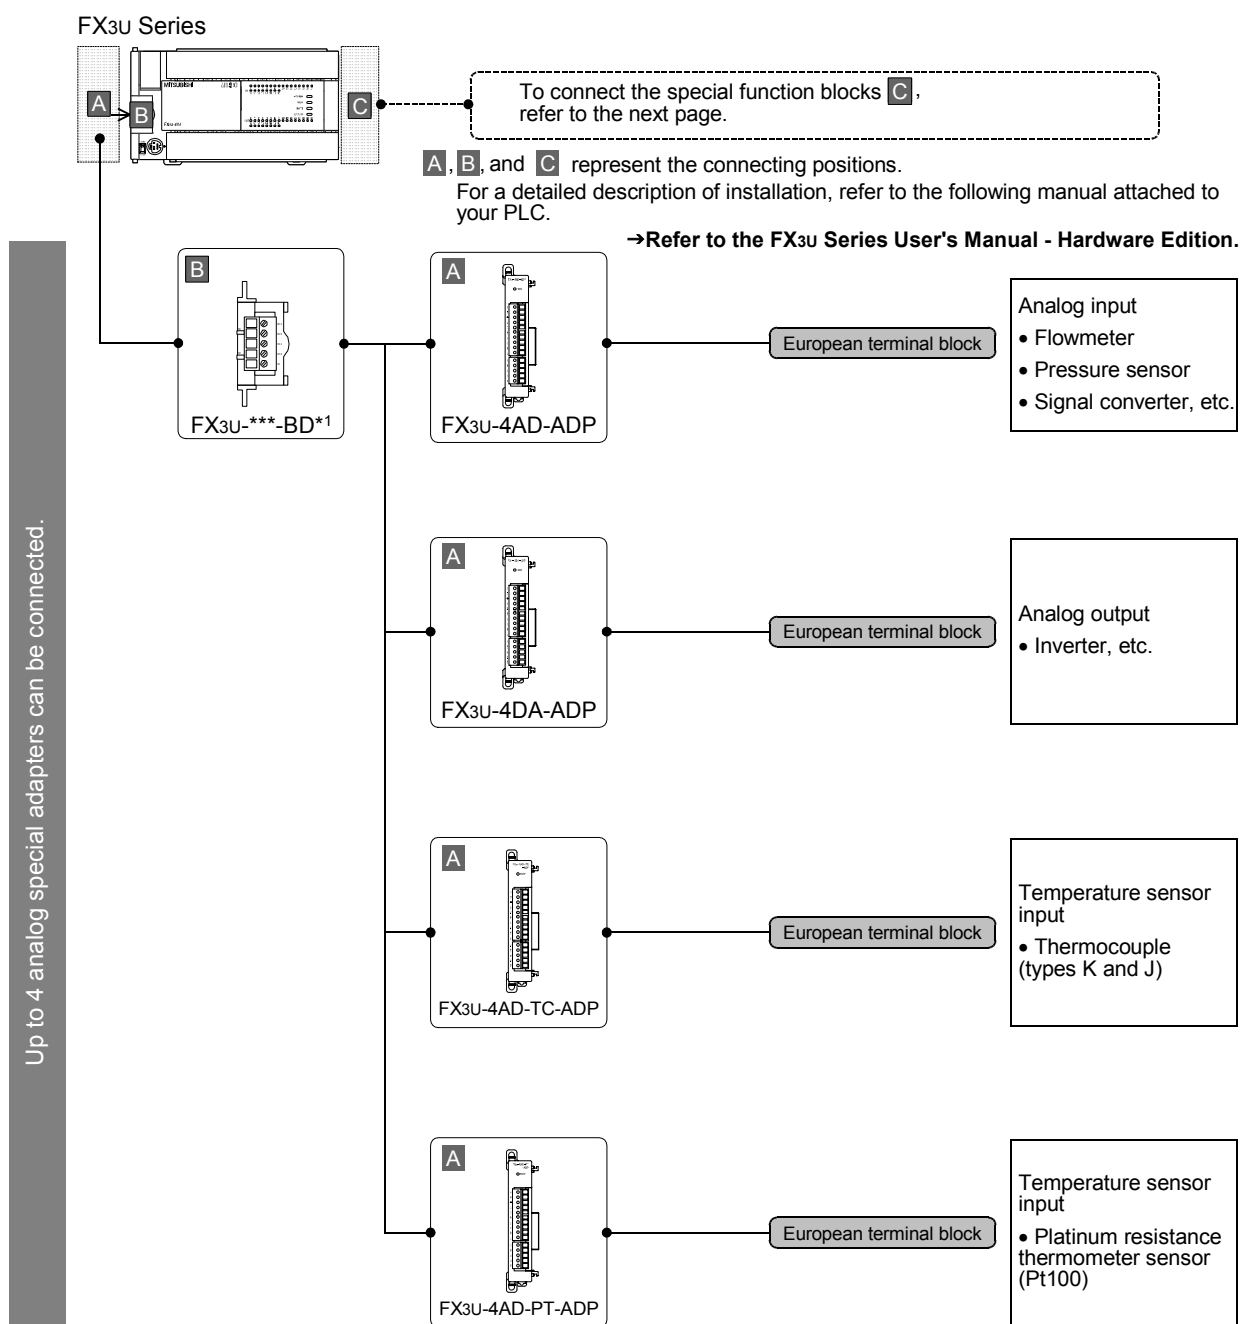 FX3U Series
A
B
C
MITSUBISHI
To connect the special function blocks C,
refer to the next page.
A, B, and C represent the connecting positions.
For a detailed description of installation, refer to the following manual attached to
your PLC.
→Refer to the FX3U Series User's Manual - Hardware Edition.
Up to 4 analog special adapters can be connected.
B
FX3U-***-BD*1
A
FX3U-4AD-ADP
European terminal block
Analog input
• Flowmeter
• Pressure sensor
• Signal converter, etc.
A
FX3U-4DA-ADP
European terminal block
Analog output
• Inverter, etc.
A
FX3U-4AD-TC-ADP
European terminal block
Temperature sensor
input
• Thermocouple
(types K and J)
A
FX3U-4AD-PT-ADP
European terminal block
Temperature sensor
input
• Platinum resistance
thermometer sensor
(Pt100)